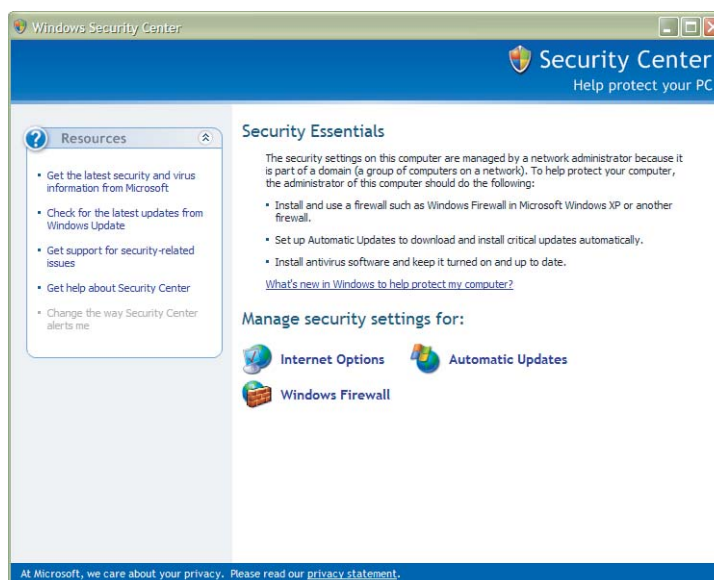 Windows Security Center
Security Center
Help protect your PC
Resources
Get the latest security and virus
information from Microsoft
Check for the latest updates from
Windows Update
Get support for security-related
issues
Get help about Security Center
Change the way Security Center
alerts me
Security Essentials
The security settings on this computer are managed by a network administrator because it
is part of a domain (a group of computers on a network). To help protect your computer,
the administrator of this computer should do the following:
Install and use a firewall such as Windows Firewall in Microsoft Windows XP or another
firewall.
Set up Automatic Updates to download and install critical updates automatically.
Install antivirus software and keep it turned on and up to date.
What's new in Windows to help protect my computer?
Manage security settings for:
Internet Options
Automatic Updates
Windows Firewall
At Microsoft, we care about your privacy. Please read our privacy statement.